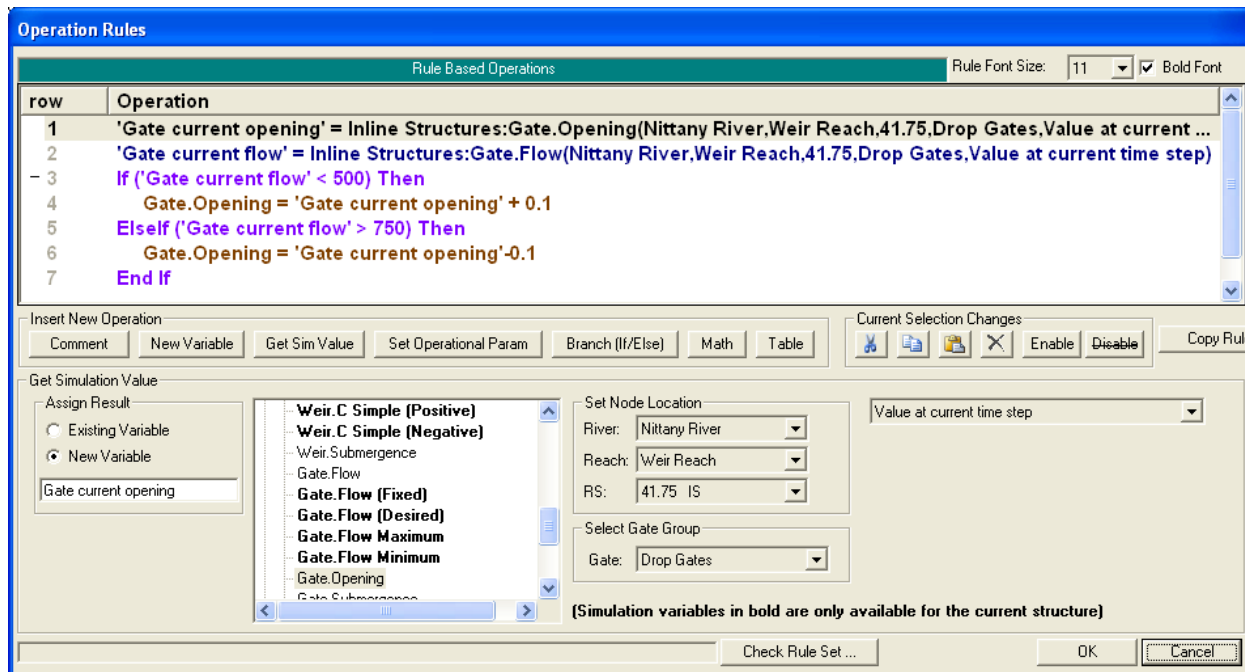 Operation Rules
Rule Based Operations
Rule Font Size: 11 Bold Font
row Operation
1 'Gate current opening' = Inline Structures:Gate.Opening(Nittany River,Weir Reach,41.75,Drop Gates,Value at current ...
2 'Gate current flow' = Inline Structures:Gate.Flow(Nittany River,Weir Reach,41.75,Drop Gates,Value at current time step)
3 If ('Gate current flow' < 500) Then
4 Gate.Opening = 'Gate current opening' + 0.1
5 ElseIf ('Gate current flow' > 750) Then
6 Gate.Opening = 'Gate current opening'-0.1
7 End If
Insert New Operation
Comment New Variable Get Sim Value Set Operational Param Branch (If/Else) Math Table
Current Selection Changes
Enable Disable
Copy Rul
Get Simulation Value
Assign Result
Existing Variable
New Variable
Gate current opening
Weir.C Simple (Positive)
Weir.C Simple (Negative)
Weir.Submergence
Gate.Flow
Gate.Flow (Fixed)
Gate.Flow (Desired)
Gate.Flow Maximum
Gate.Flow Minimum
Gate.Opening
Gate.Submergence
Set Node Location
River: Nittany River
Reach: Weir Reach
RS: 41.75 IS
Select Gate Group
Gate: Drop Gates
Value at current time step
(Simulation variables in bold are only available for the current structure)
Check Rule Set ...
OK
Cancel